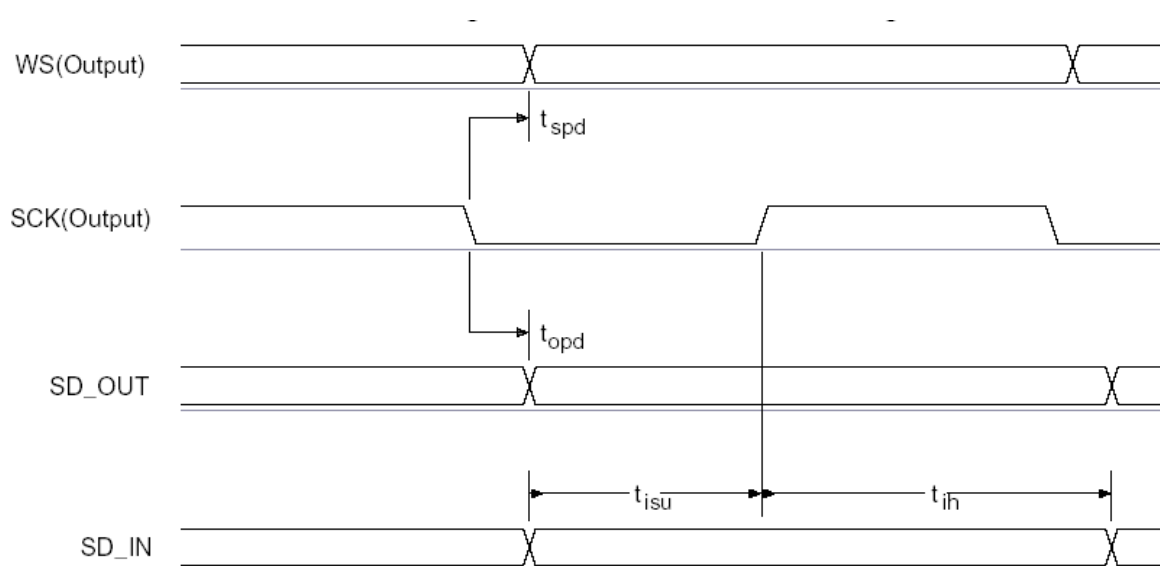 WS(Output)
tspd
SCK(Output)
topd
SD_OUT
tisu
tih
SD_IN